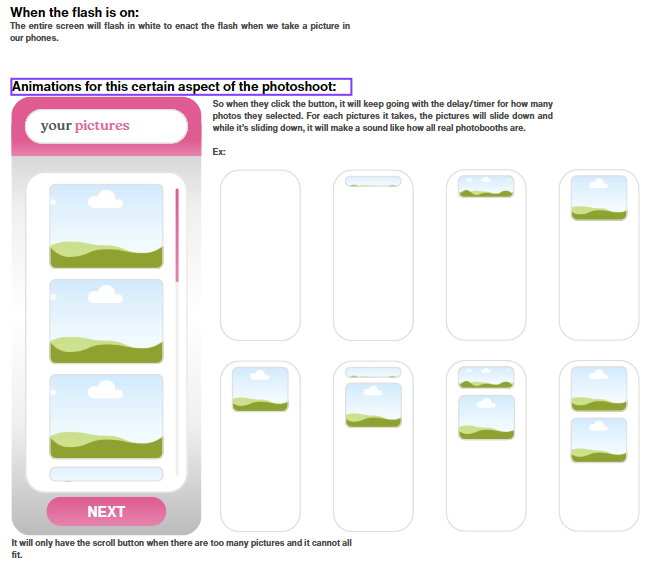 When the flash is on:
The entire screen will flash in white to enact the flash when we take a picture in
our phones.
Animations for this certain aspect of the photoshoot:
your pictures
So when they click the button, it will keep going with the delay/timer for how many
photos they selected. For each pictures it takes, the pictures will slide down and
while it's sliding down, it will make a sound like how all real photobooths are.
Ex:
NEXT
It will only have the scroll button when there are too many pictures and it cannot all
fit.